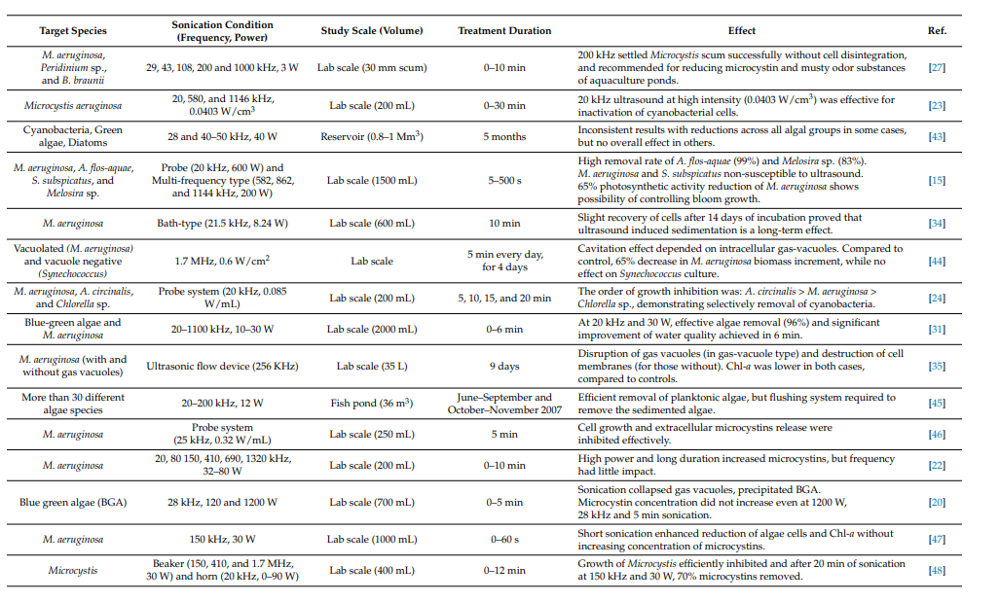 Target Species
Sonication Condition
(Frequency, Power)
Study Scale (Volume)
Treatment Duration
Effect
Ref.
M. aeruginosa,
Peridinium sp.,
and B. braunii
29, 43, 108, 200 and 1000 kHz, 3 W
Lab scale (30 mm scum)
0–10 min
200 kHz settled Microcystis scum successfully without cell disintegration,
and recommended for reducing microcystin and musty odor substances
of aquaculture ponds.
[27]
Microcystis aeruginosa
20, 580, and 1146 kHz,
0.0403 W/cm³
Lab scale (200 mL)
0–30 min
20 kHz ultrasound at high intensity (0.0403 W/cm³) was effective for
inactivation of cyanobacterial cells.
[23]
Cyanobacteria, Green
algae, Diatoms
28 and 40–50 kHz, 40 W
Reservoir (0.8–1 Mm³)
5 months
Inconsistent results with reductions across all algal groups in some cases,
but no overall effect in others.
[43]
M. aeruginosa, A. flos-aquae,
S. subspicatus, and
Melosira sp.
Probe (20 kHz, 600 W) and
Multi-frequency type (582, 862,
and 1144 kHz, 200 W)
Lab scale (1500 mL)
5–500 s
High removal rate of A. flos-aquae (99%) and Melosira sp. (83%).
M. aeruginosa and S. subspicatus non-susceptible to ultrasound.
65% photosynthetic activity reduction of M. aeruginosa shows
possibility of controlling bloom growth.
[15]
M. aeruginosa
Bath-type (21.5 kHz, 8.24 W)
Lab scale (600 mL)
10 min
Slight recovery of cells after 14 days of incubation proved that
ultrasound induced sedimentation is a long-term effect.
[34]
Vacuolated (M. aeruginosa)
and vacuole negative
(Synechococcus)
1.7 MHz, 0.6 W/cm²
Lab scale
5 min every day,
for 4 days
Cavitation effect depended on intracellular gas-vacuoles. Compared to
control, 65% decrease in M. aeruginosa biomass increment, while no
effect on Synechococcus culture.
[44]
M. aeruginosa, A. circinalis,
and Chlorella sp.
Probe system (20 kHz, 0.085
W/mL)
Lab scale (200 mL)
5, 10, 15, and 20 min
The order of growth inhibition was: A. circinalis > M. aeruginosa >
Chlorella sp., demonstrating selectively removal of cyanobacteria.
[24]
Blue-green algae and
M. aeruginosa
20–1100 kHz, 10–30 W
Lab scale (2000 mL)
0–6 min
At 20 kHz and 30 W, effective algae removal (96%) and significant
improvement of water quality achieved in 6 min.
[31]
M. aeruginosa (with and
without gas vacuoles)
Ultrasonic flow device (256 KHz)
Lab scale (35 L)
9 days
Disruption of gas vacuoles (in gas-vacuole type) and destruction of cell
membranes (for those without). Chl-a was lower in both cases,
compared to controls.
[35]
More than 30 different
algae species
20–200 kHz, 12 W
Fish pond (36 m³)
June–September and
October–November 2007
Efficient removal of planktonic algae, but flushing system required to
remove the sedimented algae.
[45]
M. aeruginosa
Probe system
(25 kHz, 0.32 W/mL)
Lab scale (250 mL)
5 min
Cell growth and extracellular microcystins release were
inhibited effectively.
[46]
M. aeruginosa
20, 80 150, 410, 690, 1320 kHz,
32–80 W
Lab scale (200 mL)
0–10 min
High power and long duration increased microcystins, but frequency
had little impact.
[22]
Blue green algae (BGA)
28 kHz, 120 and 1200 W
Lab scale (700 mL)
0–5 min
Sonication collapsed gas vacuoles, precipitated BGA.
Microcystin concentration did not increase even at 1200 W,
28 kHz and 5 min sonication.
[20]
M. aeruginosa
150 kHz, 30 W
Lab scale (1000 mL)
0–60 s
Short sonication enhanced reduction of algae cells and Chl-a without
increasing concentration of microcystins.
[47]
Microcystis
Beaker (150, 410, and 1.7 MHz,
30 W) and horn (20 kHz, 0–90 W)
Lab scale (400 mL)
0–12 min
Growth of Microcystis efficiently inhibited and after 20 min of sonication
at 150 kHz and 30 W, 70% microcystins removed.
[48]